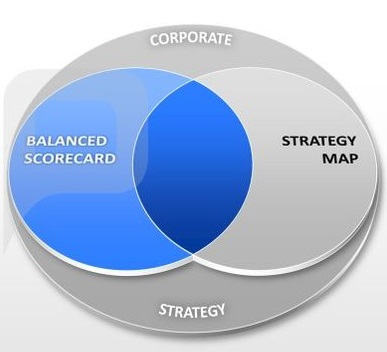 CORPORATE
BALANCED
SCORECARD
STRATEGY
MAP
STRATEGY